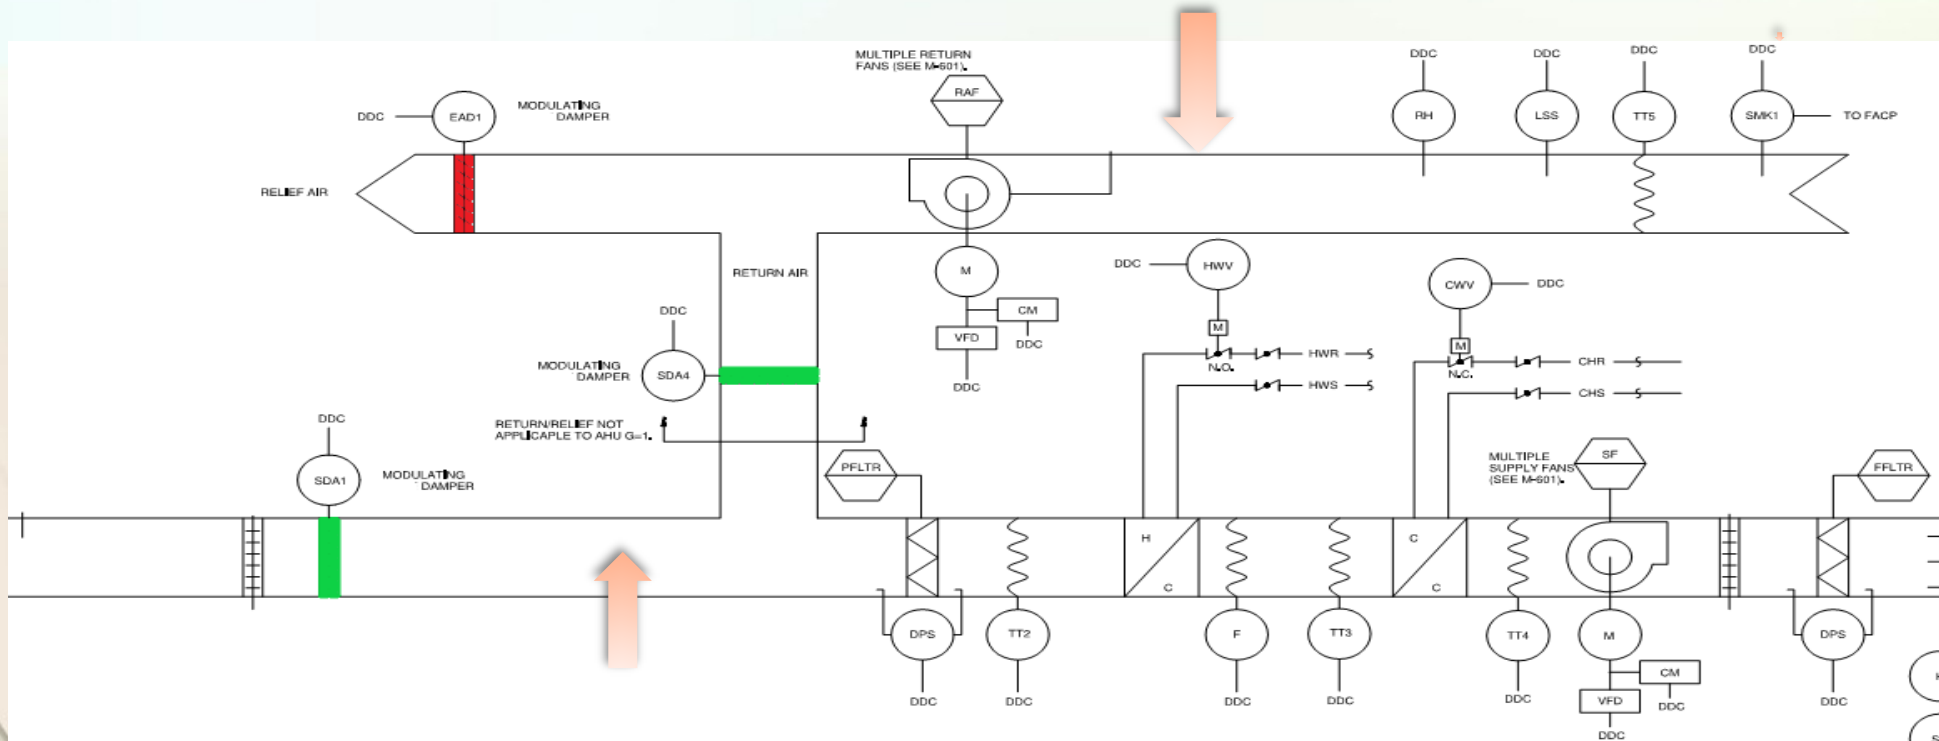 MULTIPLE RETURN
FANS (SEE M-601).
RAF
DDC
DDC
DDC
DDC
DDC
EAD1
MODULATING
DAMPER
RH
LSS
TT5
SMK1
TO FACP
RELIEF AIR
RETURN AIR
M
DDC
HWV
CWV
DDC
DDC
CM
DDC
VFD
DDC
M
M
HWR
N.O.
HWS
CHR
N.C.
CHS
MODULATING
DAMPER
SDA4
RETURN/RELIEF NOT
APPLICAPLE TO AHU G=1.
DDC
SDA1
MODULATING
DAMPER
PFLTR
MULTIPLE
SUPPLY FANS
(SEE M-601).
SF
FFLTR
H
C
C
C
DPS
TT2
F
TT3
TT4
M
DPS
DDC
DDC
DDC
DDC
DDC
CM
DDC
VFD
DDC
DDC